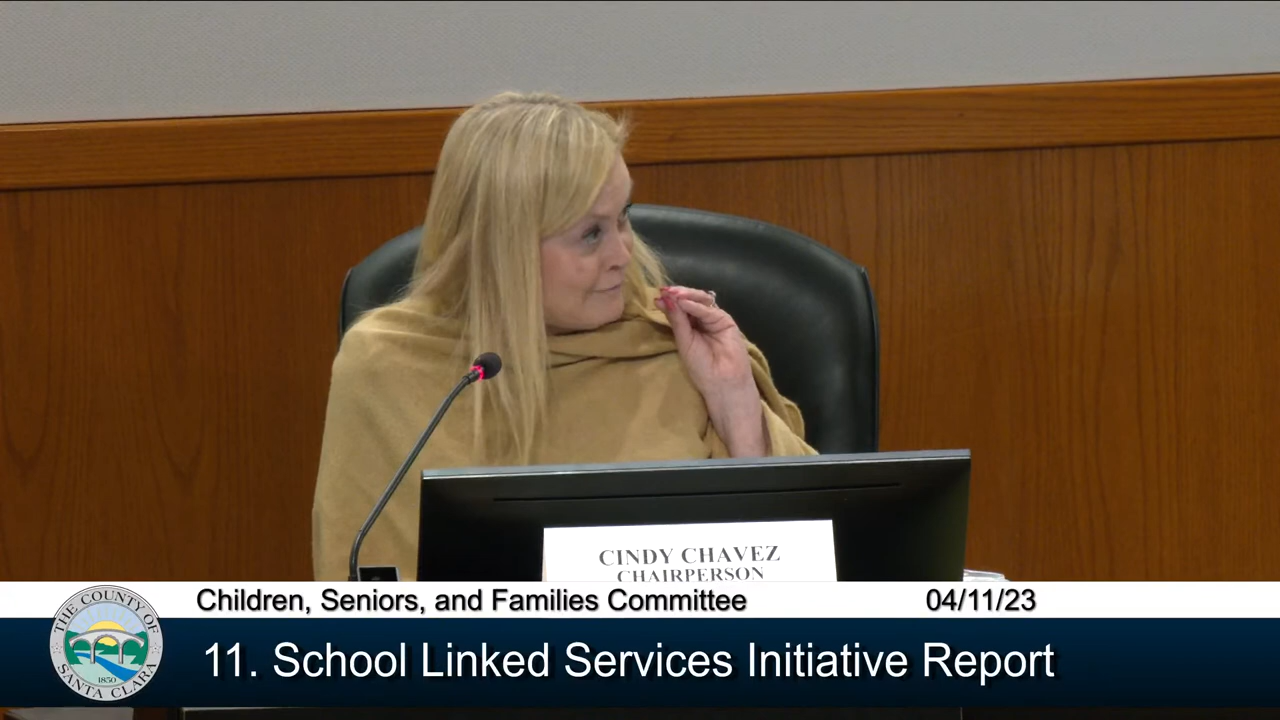 CINDY CHAVEZ
CHAIRPERSON
Children, Seniors, and Families Committee
04/11/23
THE COUNTY OF
SANTA CLARA
1850
11. School Linked Services Initiative Report